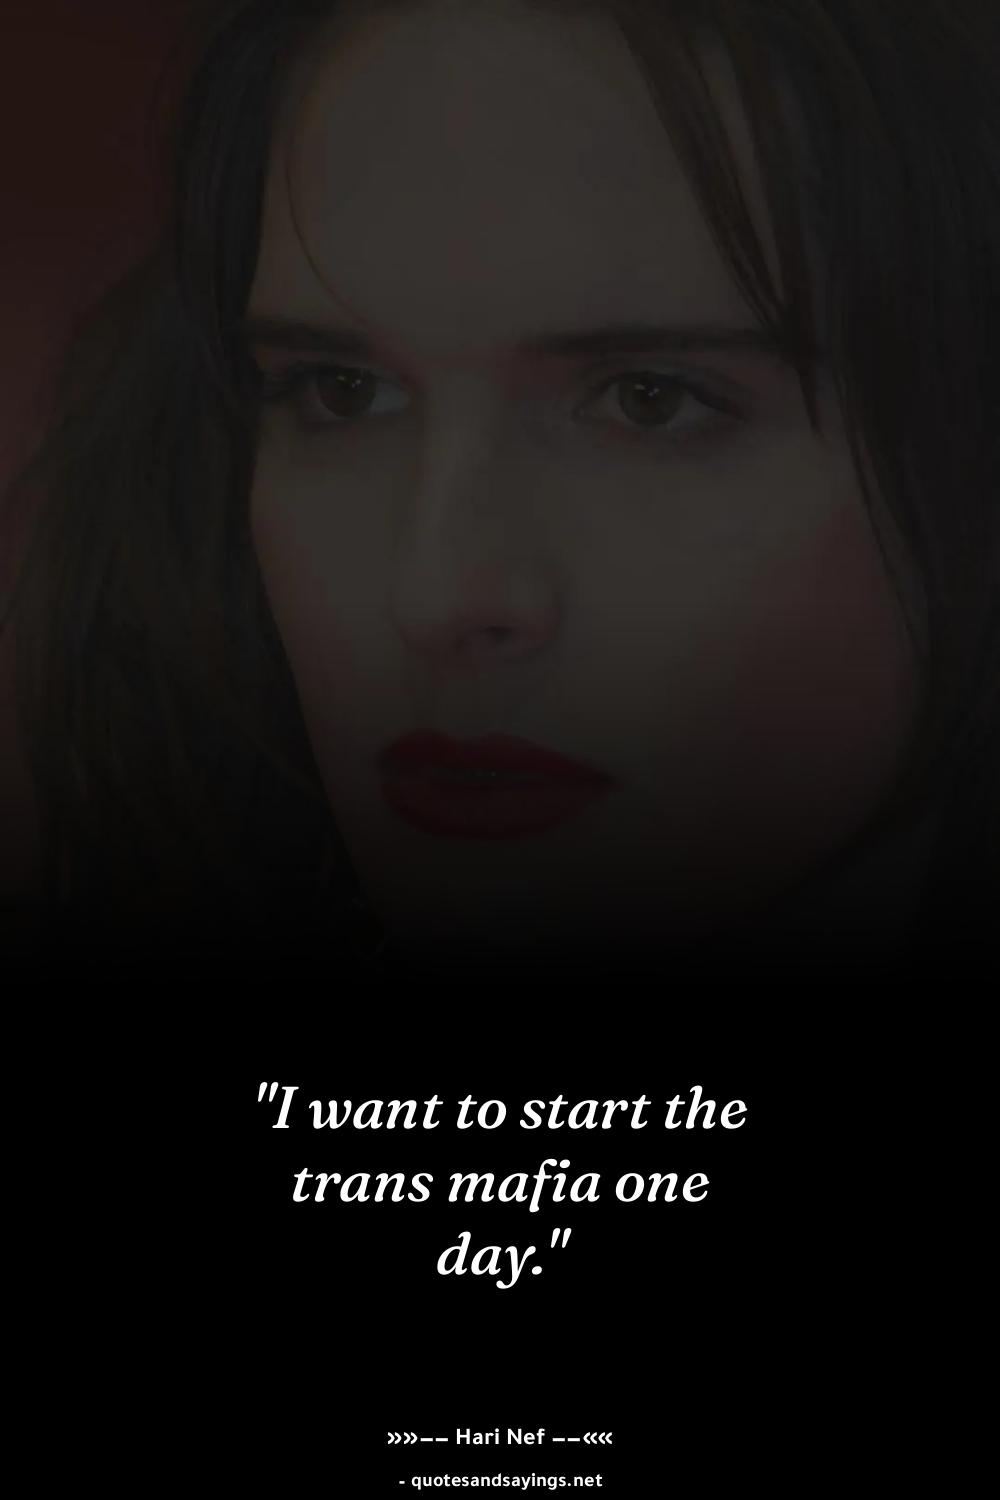 "I want to start the
trans mafia one
day."
»»−− Hari Nef −−««
- quotesandsayings.net